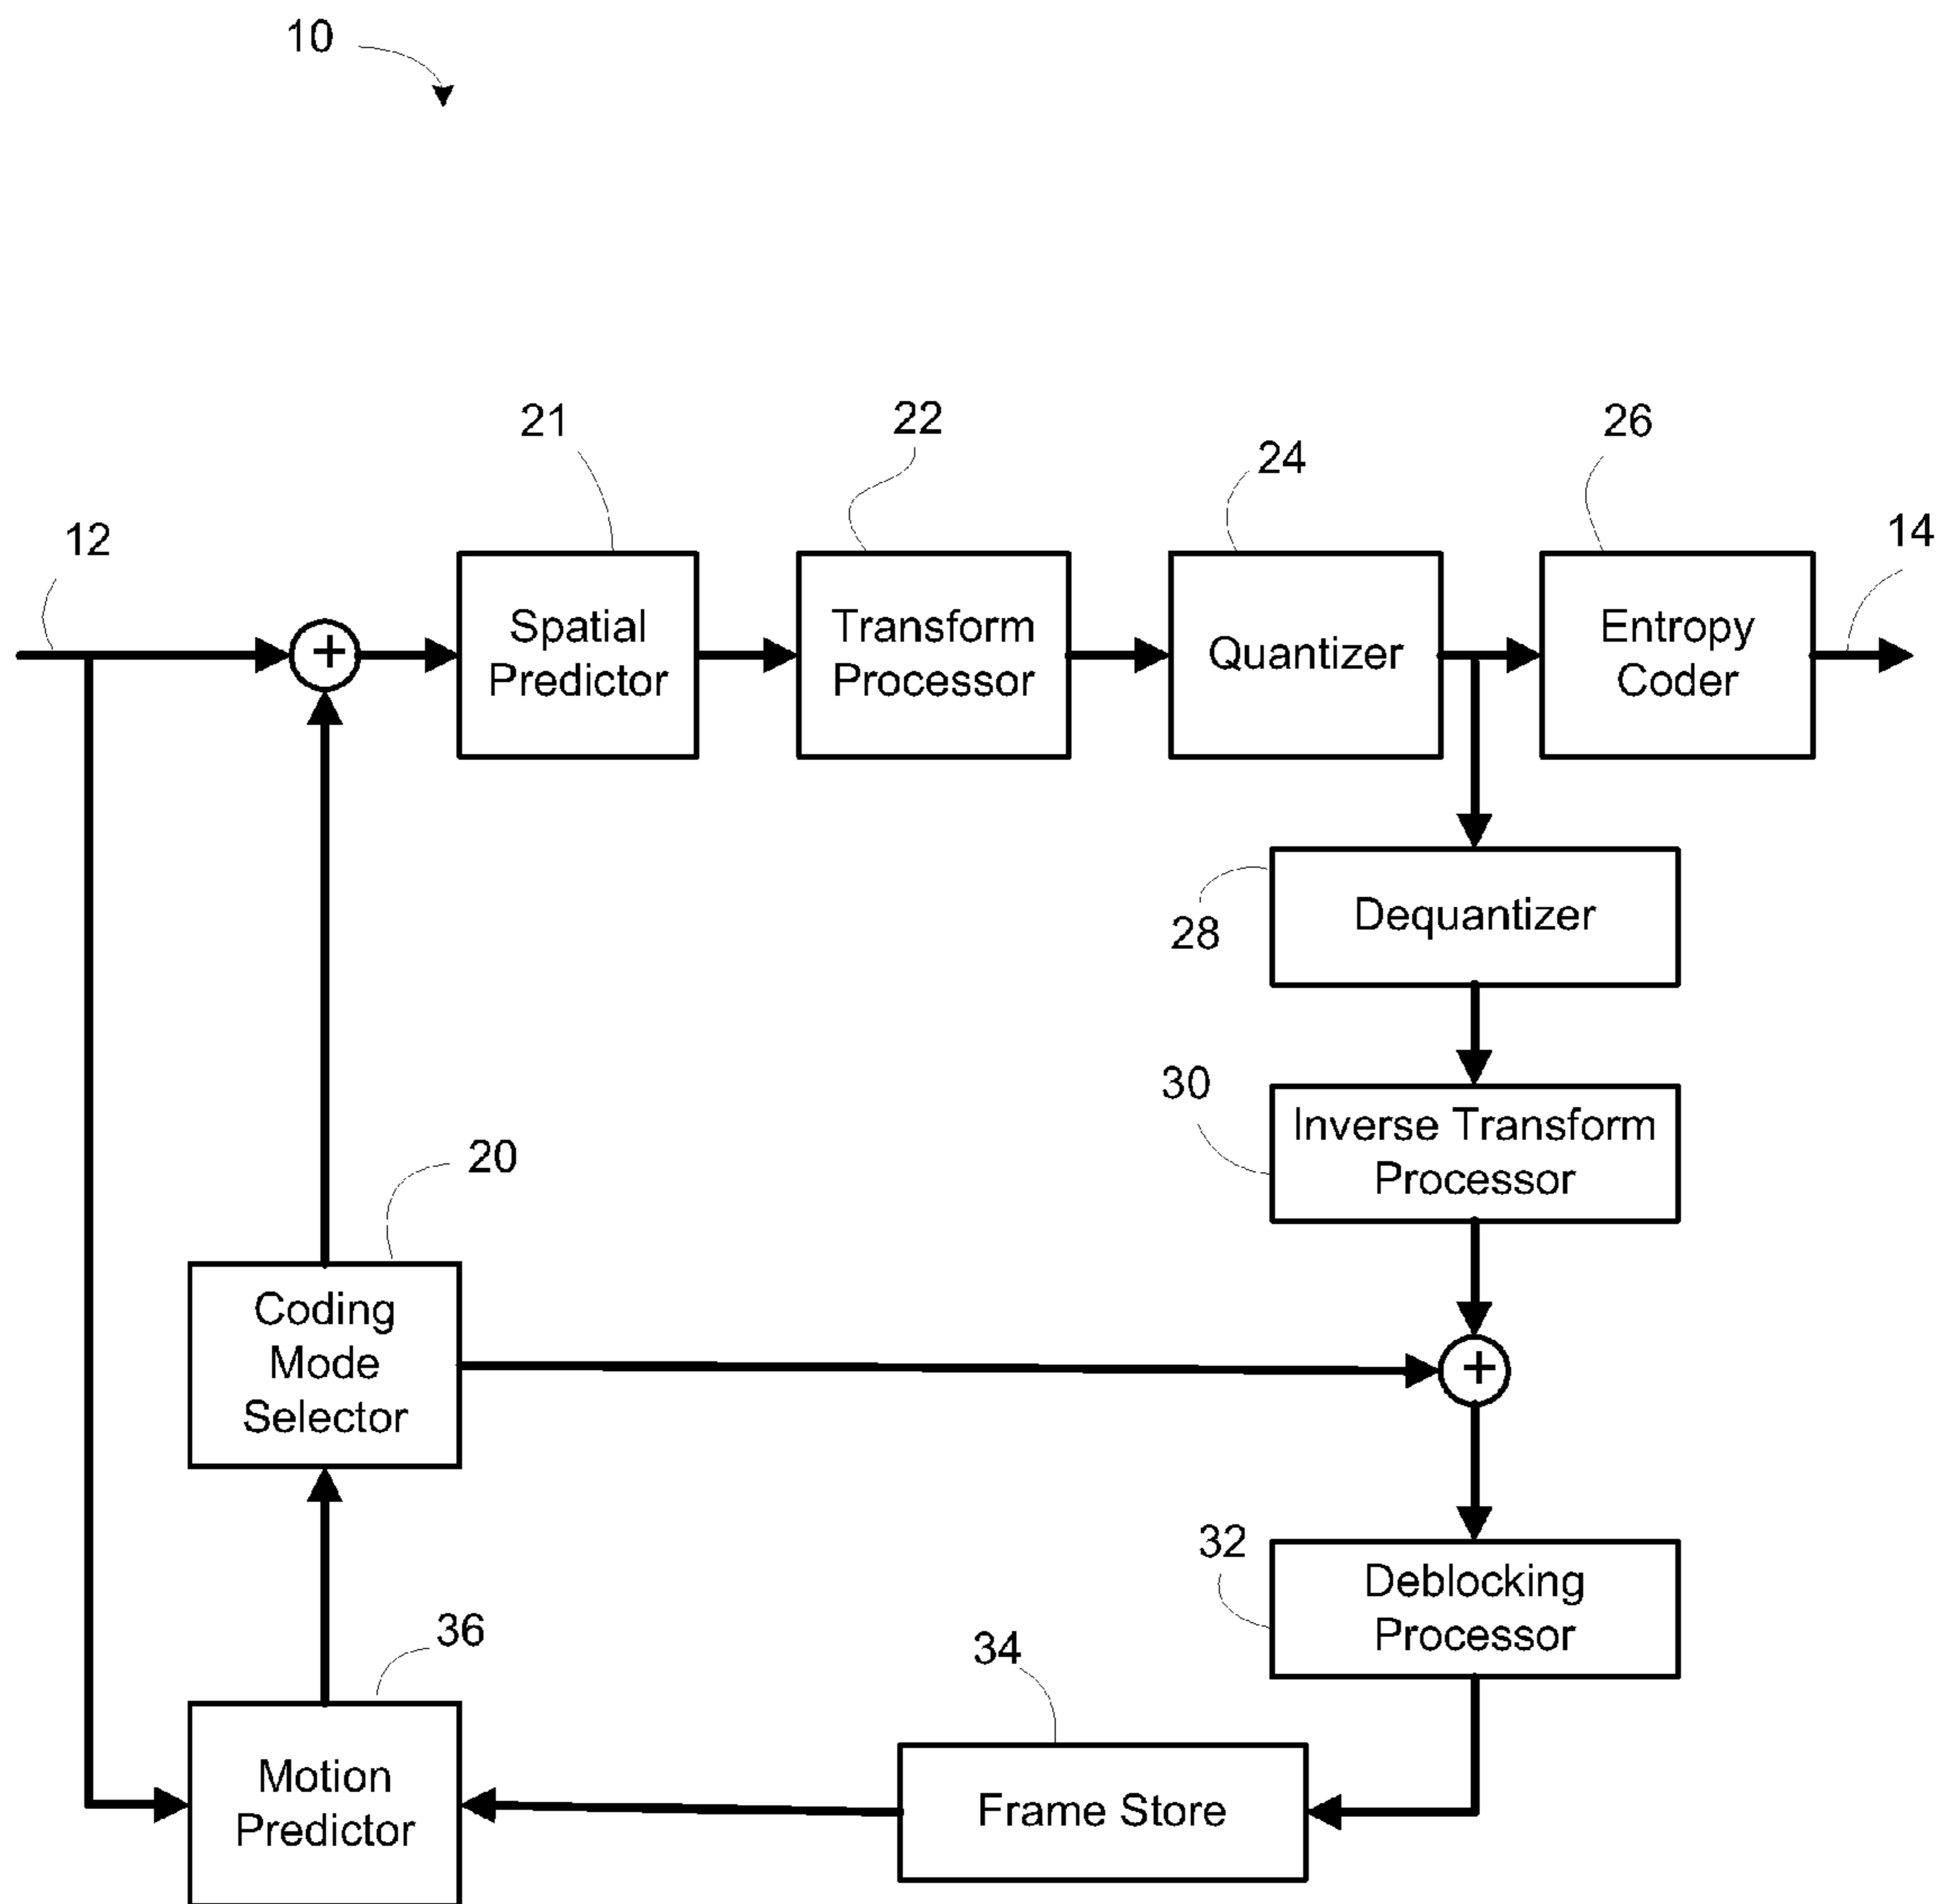 10
21
22
24
26
12
14
+
Spatial
Predictor
Transform
Processor
Quantizer
Entropy
Coder
28
Dequantizer
30
Inverse Transform
Processor
20
Coding
Mode
Selector
+
32
Deblocking
Processor
36
34
Motion
Predictor
Frame Store